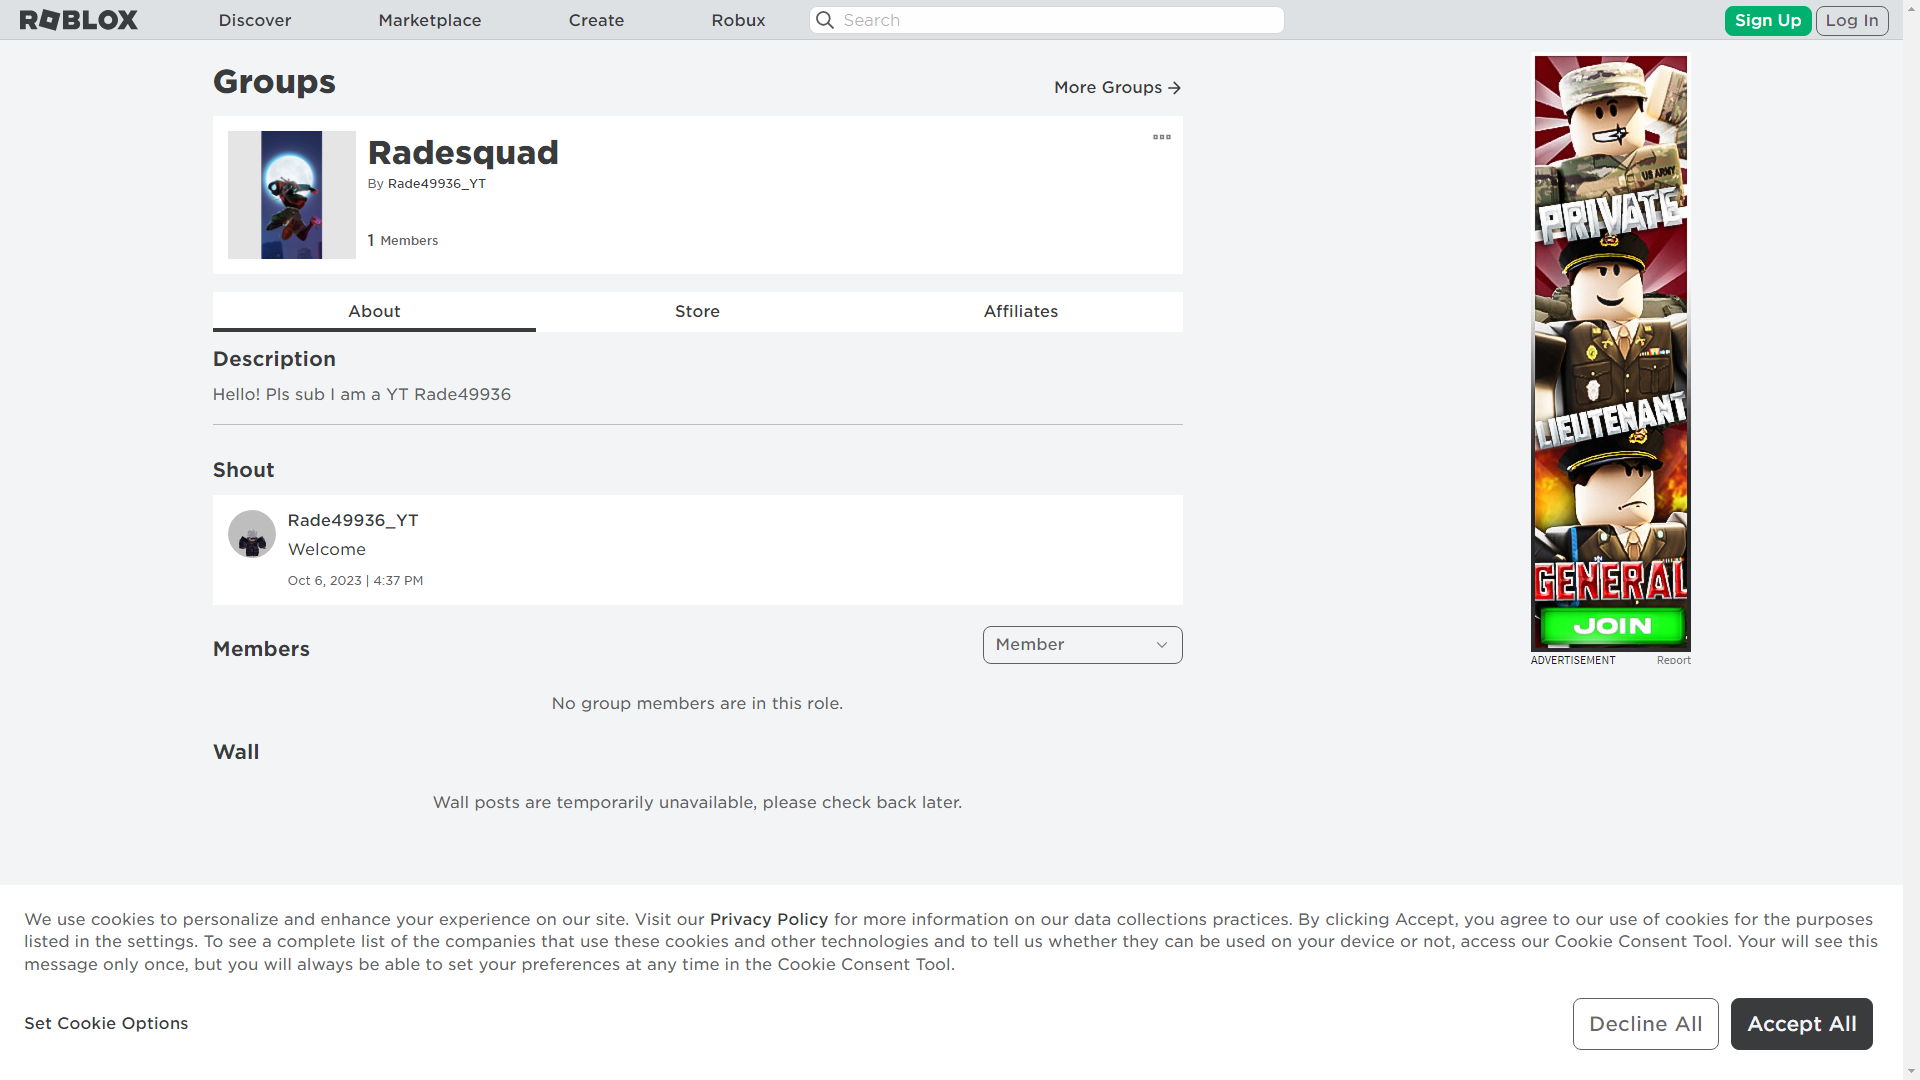 ROBLOX
Discover
Marketplace
Create
Robux
Search
Sign Up
Log In
Groups
More Groups
Radesquad
By Rade49936_YT
1 Members
About
Store
Affiliates
Description
Hello! Pls sub I am a YT Rade49936
Shout
Rade49936_YT
Welcome
Oct 6, 2023 | 4:37 PM
Members
Member
No group members are in this role.
Wall
Wall posts are temporarily unavailable, please check back later.
US ARMY
PRIVATE
LIEUTENANT
GENERAL
JOIN
ADVERTISEMENT
Report
We use cookies to personalize and enhance your experience on our site. Visit our Privacy Policy for more information on our data collections practices. By clicking Accept, you agree to our use of cookies for the purposes
listed in the settings. To see a complete list of the companies that use these cookies and other technologies and to tell us whether they can be used on your device or not, access our Cookie Consent Tool. Your will see this
message only once, but you will always be able to set your preferences at any time in the Cookie Consent Tool.
Set Cookie Options
Decline All
Accept All